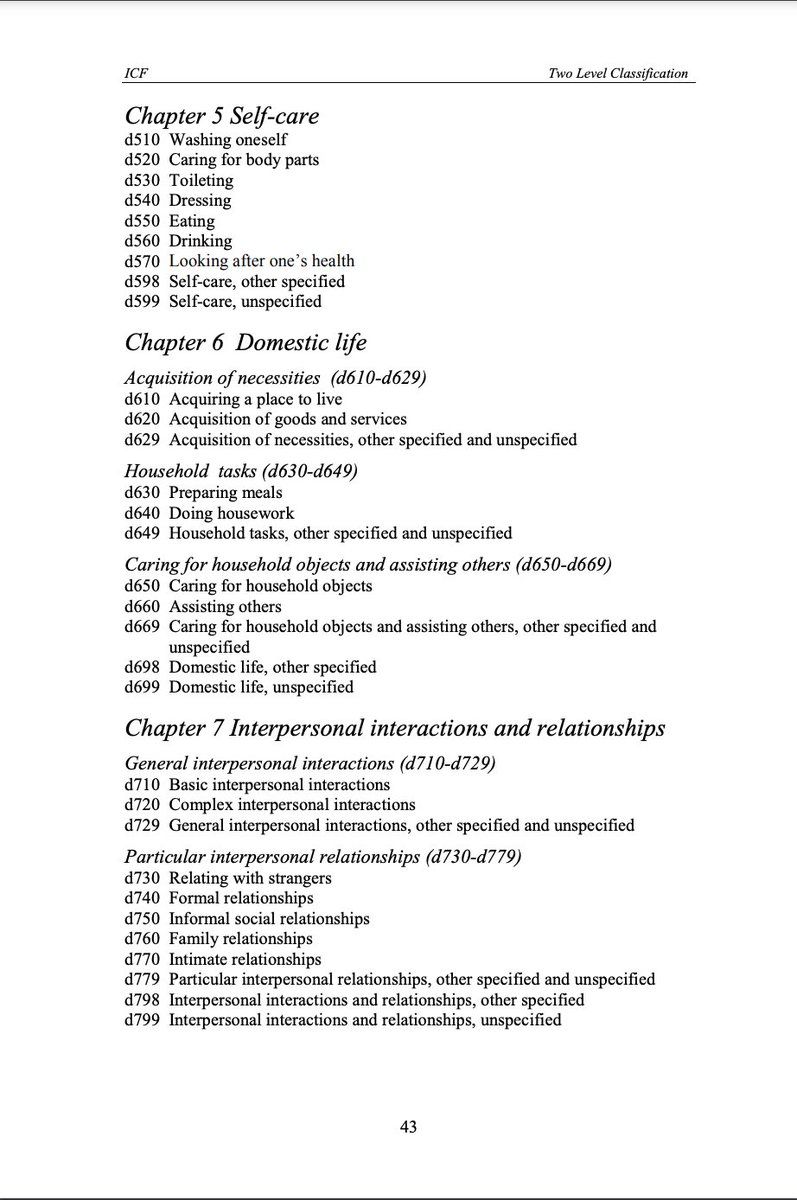 ICF Two Level Classification
Chapter 5 Self-care
d510 Washing oneself
d520 Caring for body parts
d530 Toileting
d540 Dressing
d550 Eating
d560 Drinking
d570 Looking after one’s health
d598 Self-care, other specified
d599 Self-care, unspecified
Chapter 6 Domestic life
Acquisition of necessities (d610-d629)
d610 Acquiring a place to live
d620 Acquisition of goods and services
d629 Acquisition of necessities, other specified and unspecified
Household tasks (d630-d649)
d630 Preparing meals
d640 Doing housework
d649 Household tasks, other specified and unspecified
Caring for household objects and assisting others (d650-d669)
d650 Caring for household objects
d660 Assisting others
d669 Caring for household objects and assisting others, other specified and
unspecified
d698 Domestic life, other specified
d699 Domestic life, unspecified
Chapter 7 Interpersonal interactions and relationships
General interpersonal interactions (d710-d729)
d710 Basic interpersonal interactions
d720 Complex interpersonal interactions
d729 General interpersonal interactions, other specified and unspecified
Particular interpersonal relationships (d730-d779)
d730 Relating with strangers
d740 Formal relationships
d750 Informal social relationships
d760 Family relationships
d770 Intimate relationships
d779 Particular interpersonal relationships, other specified and unspecified
d798 Interpersonal interactions and relationships, other specified
d799 Interpersonal interactions and relationships, unspecified
43